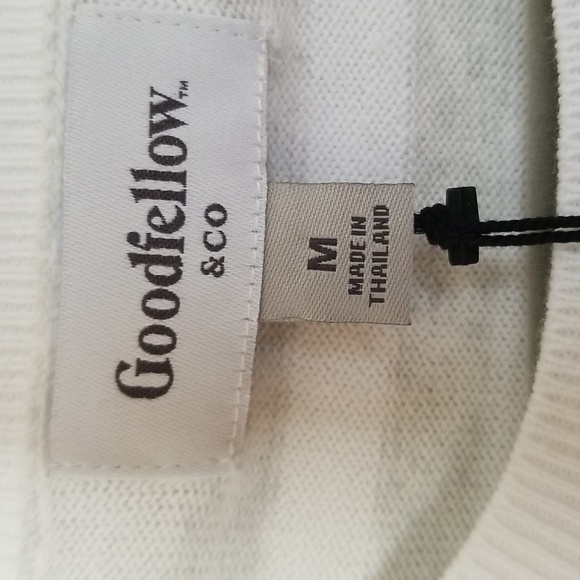 Goodfellow™
& CO
M
MADE IN
THAILAND